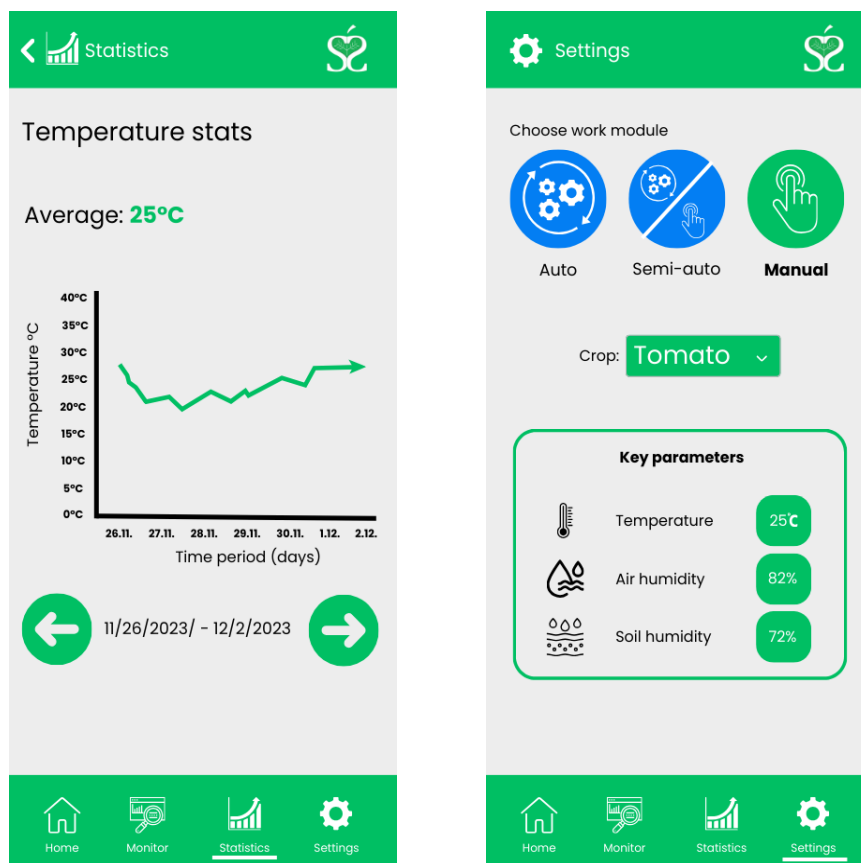 Statistics
Temperature stats
Average: 25°C
Temperature °C
40°C
35°C
30°C
25°C
20°C
15°C
10°C
5°C
0°C
26.11. 27.11. 28.11. 29.11. 30.11. 1.12. 2.12.
Time period (days)
11/26/2023/ - 12/2/2023
Home Monitor Statistics Settings
Settings
Choose work module
Auto Semi-auto Manual
Crop: Tomato
Key parameters
Temperature 25°C
Air humidity 82%
Soil humidity 72%
Home Monitor Statistics Settings